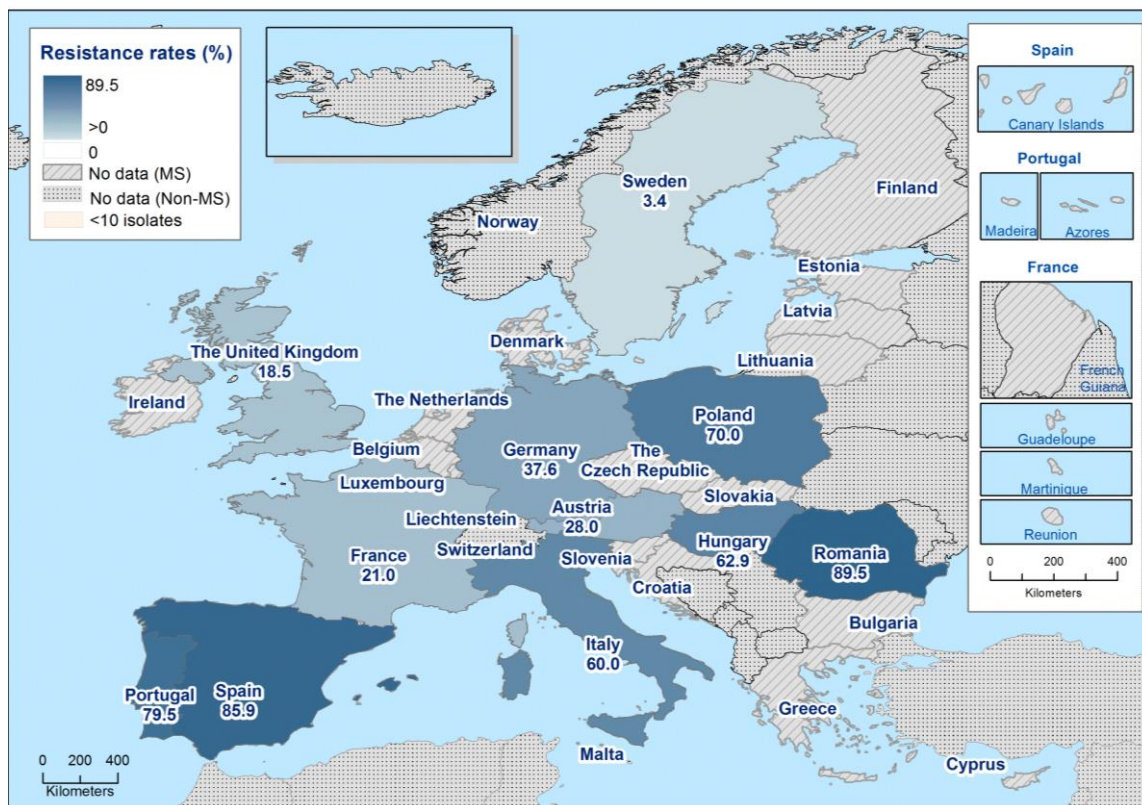 Resistance rates (%)
89.5
>0
0
No data (MS)
No data (Non-MS)
<10 isolates
Spain
Canary Islands
Portugal
Madeira
Azores
France
French
Guiana
Guadeloupe
Martinique
Reunion
0 200 400
Kilometers
Sweden
3.4
Finland
Norway
Estonia
Latvia
Denmark
Lithuania
The United Kingdom
18.5
Ireland
The Netherlands
Poland
70.0
Belgium
Germany
37.6
The
Czech Republic
Luxembourg
Slovakia
Austria
28.0
Liechtenstein
Switzerland
Slovenia
Hungary
62.9
Romania
89.5
France
21.0
Croatia
Bulgaria
Italy
60.0
Portugal
79.5
Spain
85.9
Greece
Malta
Cyprus
0 200 400
Kilometers